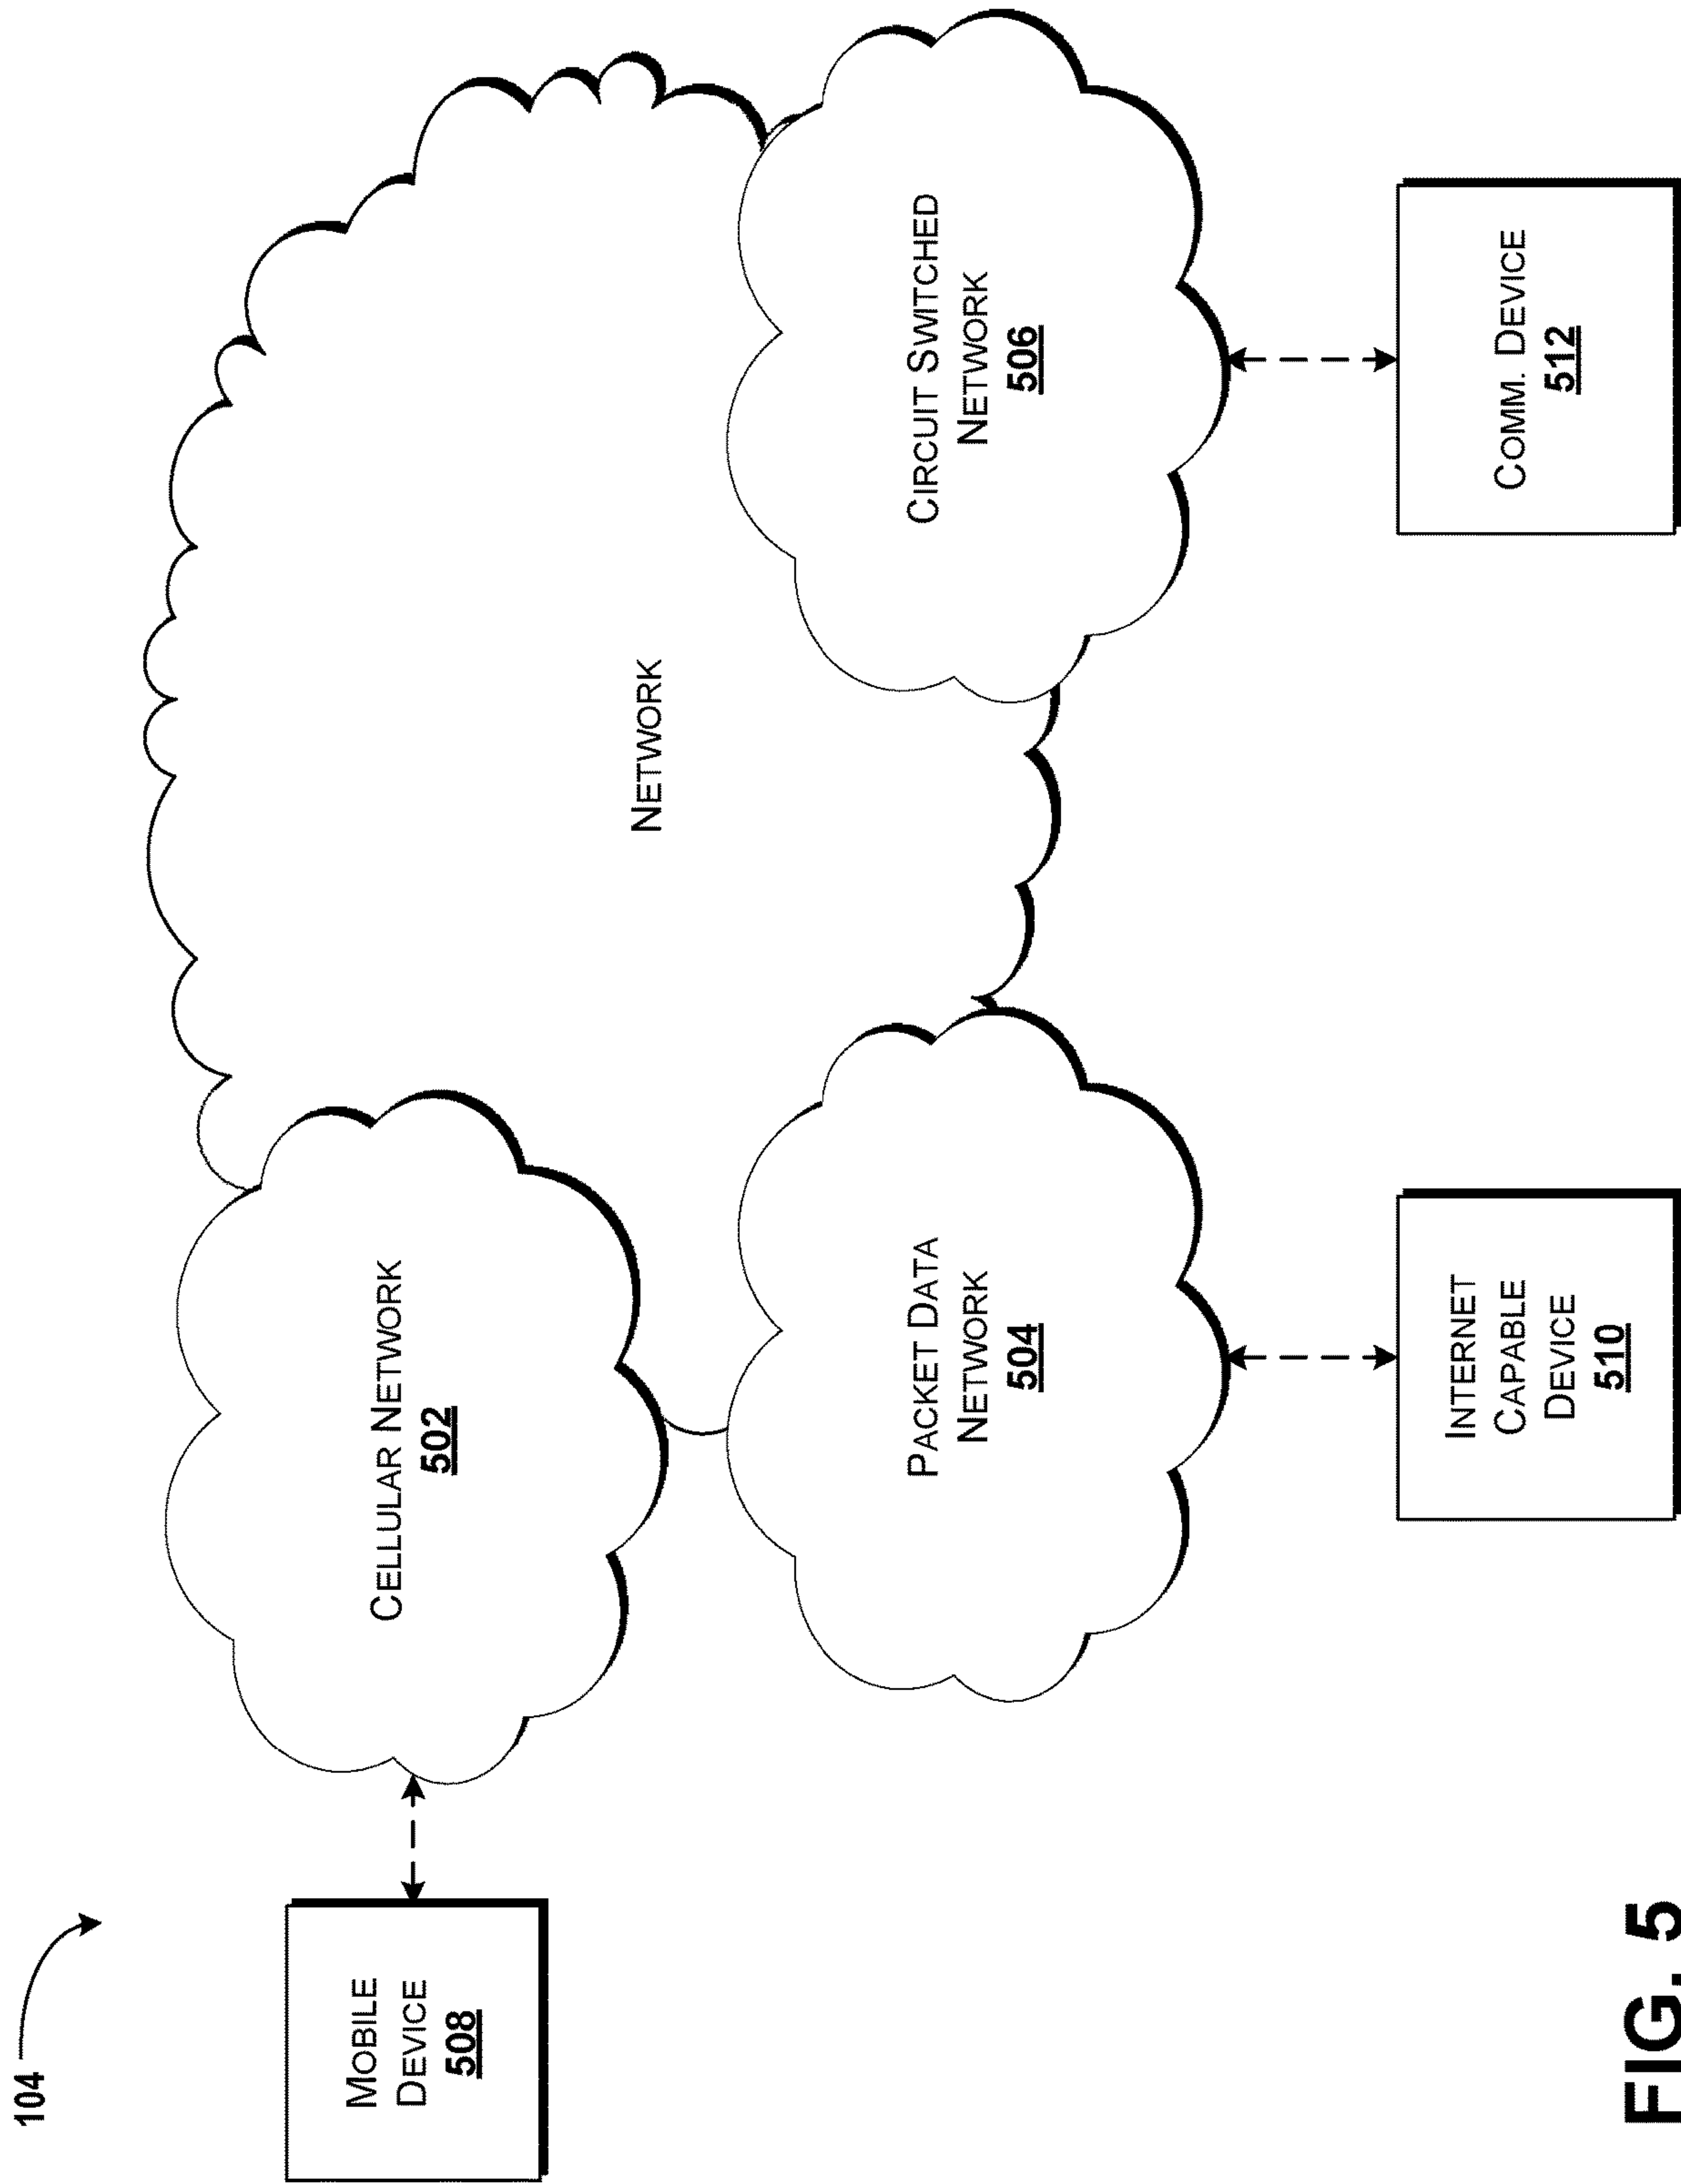 104
MOBILE
DEVICE
508
CELLULAR NETWORK
502
NETWORK
PACKET DATA
NETWORK
504
CIRCUIT SWITCHED
NETWORK
506
INTERNET
CAPABLE
DEVICE
510
COMM. DEVICE
512
FIG. 5